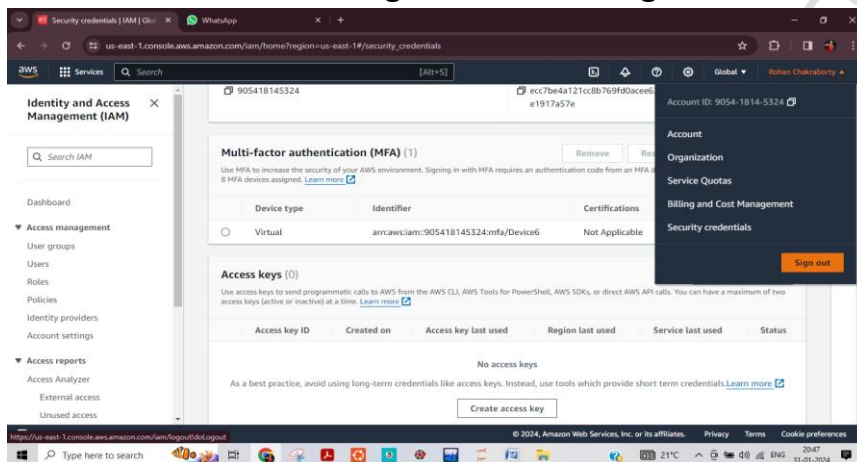 Security credentials | IAM | Glo
WhatsApp
us-east-1.console.aws.amazon.com/iam/home?region=us-east-1#/security_credentials
aws
Services
Search
[Alt+S]
Global
Rohan Chakraborty
Identity and Access
Management (IAM)
Search IAM
Dashboard
Access management
User groups
Users
Roles
Policies
Identity providers
Account settings
Access reports
Access Analyzer
External access
Unused access
905418145324
e1917a57e
Account ID: 9054-1814-5324
Account
Organization
Service Quotas
Billing and Cost Management
Security credentials
Sign out
Multi-factor authentication (MFA) (1)
Remove
Use MFA to increase the security of your AWS environment. Signing in with MFA requires an authentication code from an MFA
8 MFA devices assigned. Learn more
Device type Identifier Certifications
Virtual arn:aws:iam::905418145324:mfa/Device6 Not Applicable
Access keys (0)
Use access keys to send programmatic calls to AWS from the AWS CLI, AWS Tools for PowerShell, AWS SDKs, or direct AWS API calls. You can have a maximum of two
access keys (active or inactive) at a time. Learn more
Access key ID Created on Access key last used Region last used Service last used Status
No access keys
As a best practice, avoid using long-term credentials like access keys. Instead, use tools which provide short term credentials. Learn more
Create access key
https://us-east-1.console.aws.amazon.com/iam/logout!doLogout
© 2024, Amazon Web Services, Inc. or its affiliates. Privacy Terms Cookie preferences
Type here to search
21°C
ENG
20:47
31-01-2024